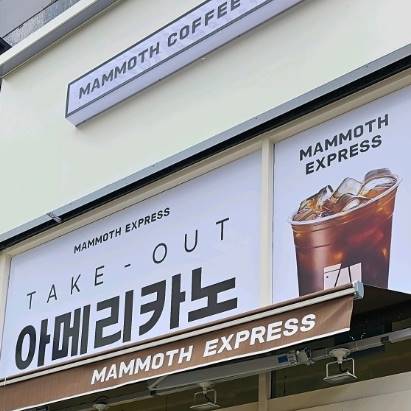 MAMMOTH COFFEE
MAMMOTH EXPRESS
TAKE-OUT
아메리카노
MAMMOTH
EXPRESS
MAMMOTH EXPRESS